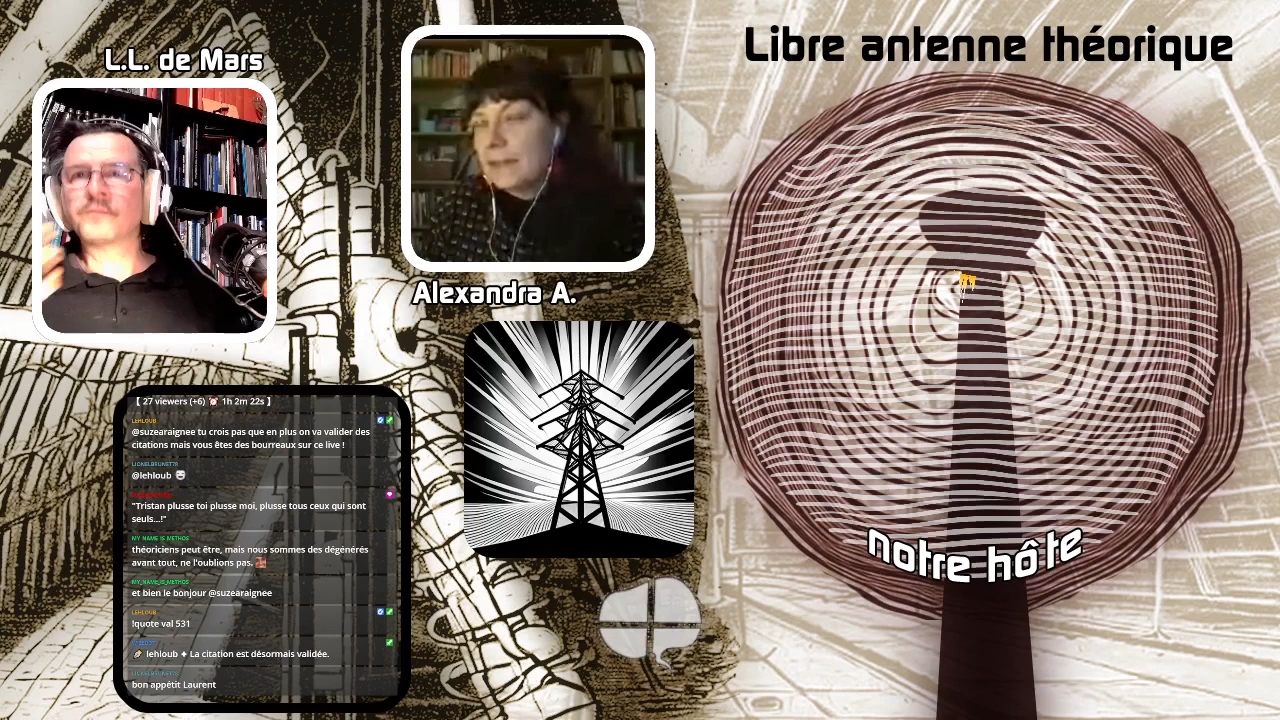 L.L. de Mars
Alexandra A.
Libre antenne théorique
notre hôte
【 27 viewers (+6) ⏰ 1h 2m 22s 】
LEHLOUB
@suzearaignee tu crois pas que en plus on va valider des
citations mais vous êtes des bourreaux sur ce live !
LIONELBRUNET78
@lehloub
"Tristan plusse toi plusse moi, plusse tous ceux qui sont
seuls...!"
MY_NAME_IS_METHOS
théoriciens peut être, mais nous sommes des dégénérés
avant tout, ne l'oublions pas.
MY_NAME_IS_METHOS
et bien le bonjour @suzearaignee
LEHLOUB
!quote val 531
lehloub ✦ La citation est désormais validée.
bon appétit Laurent